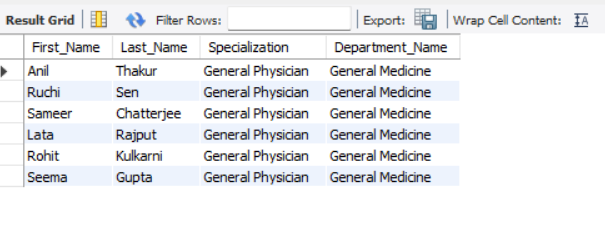 Result Grid Filter Rows: Export: Wrap Cell Content: IA
First_Name Last_Name Specialization Department_Name
Anil Thakur General Physician General Medicine
Ruchi Sen General Physician General Medicine
Sameer Chatterjee General Physician General Medicine
Lata Rajput General Physician General Medicine
Rohit Kulkarni General Physician General Medicine
Seema Gupta General Physician General Medicine